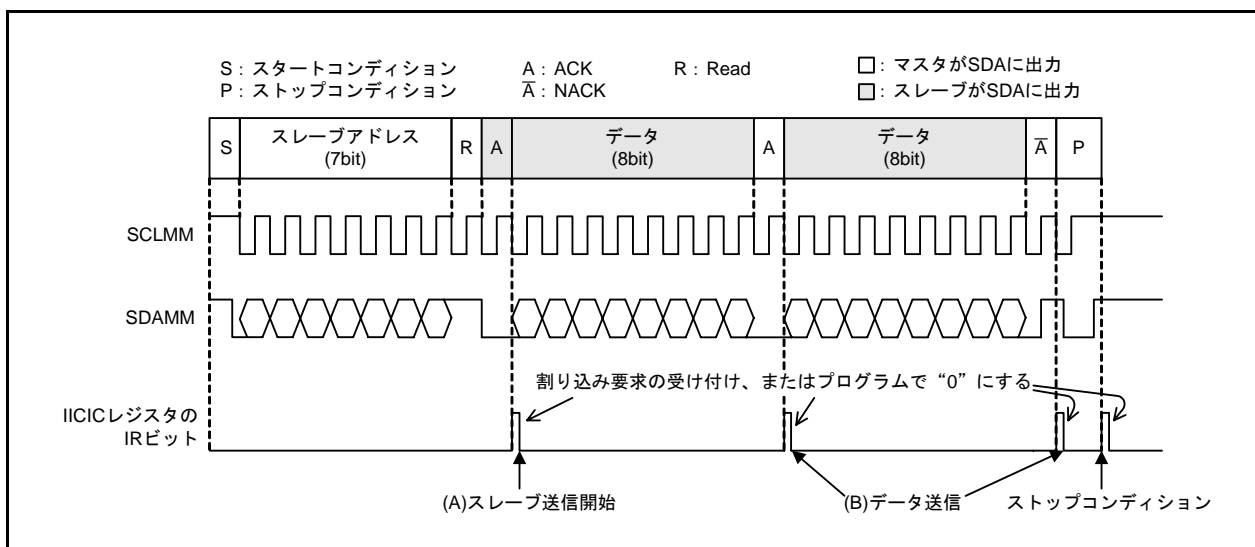 S：スタートコンディション A：ACK R：Read □：マスタがSDAに出力
P：ストップコンディション A̅：NACK □：スレーブがSDAに出力
S スレーブアドレス (7bit) R A データ (8bit) A データ (8bit) A̅ P
SCLMM
SDAMM
割り込み要求の受け付け、またはプログラムで“0”にする
IICICレジスタの
IRビット
(A)スレーブ送信開始 (B)データ送信 ストップコンディション